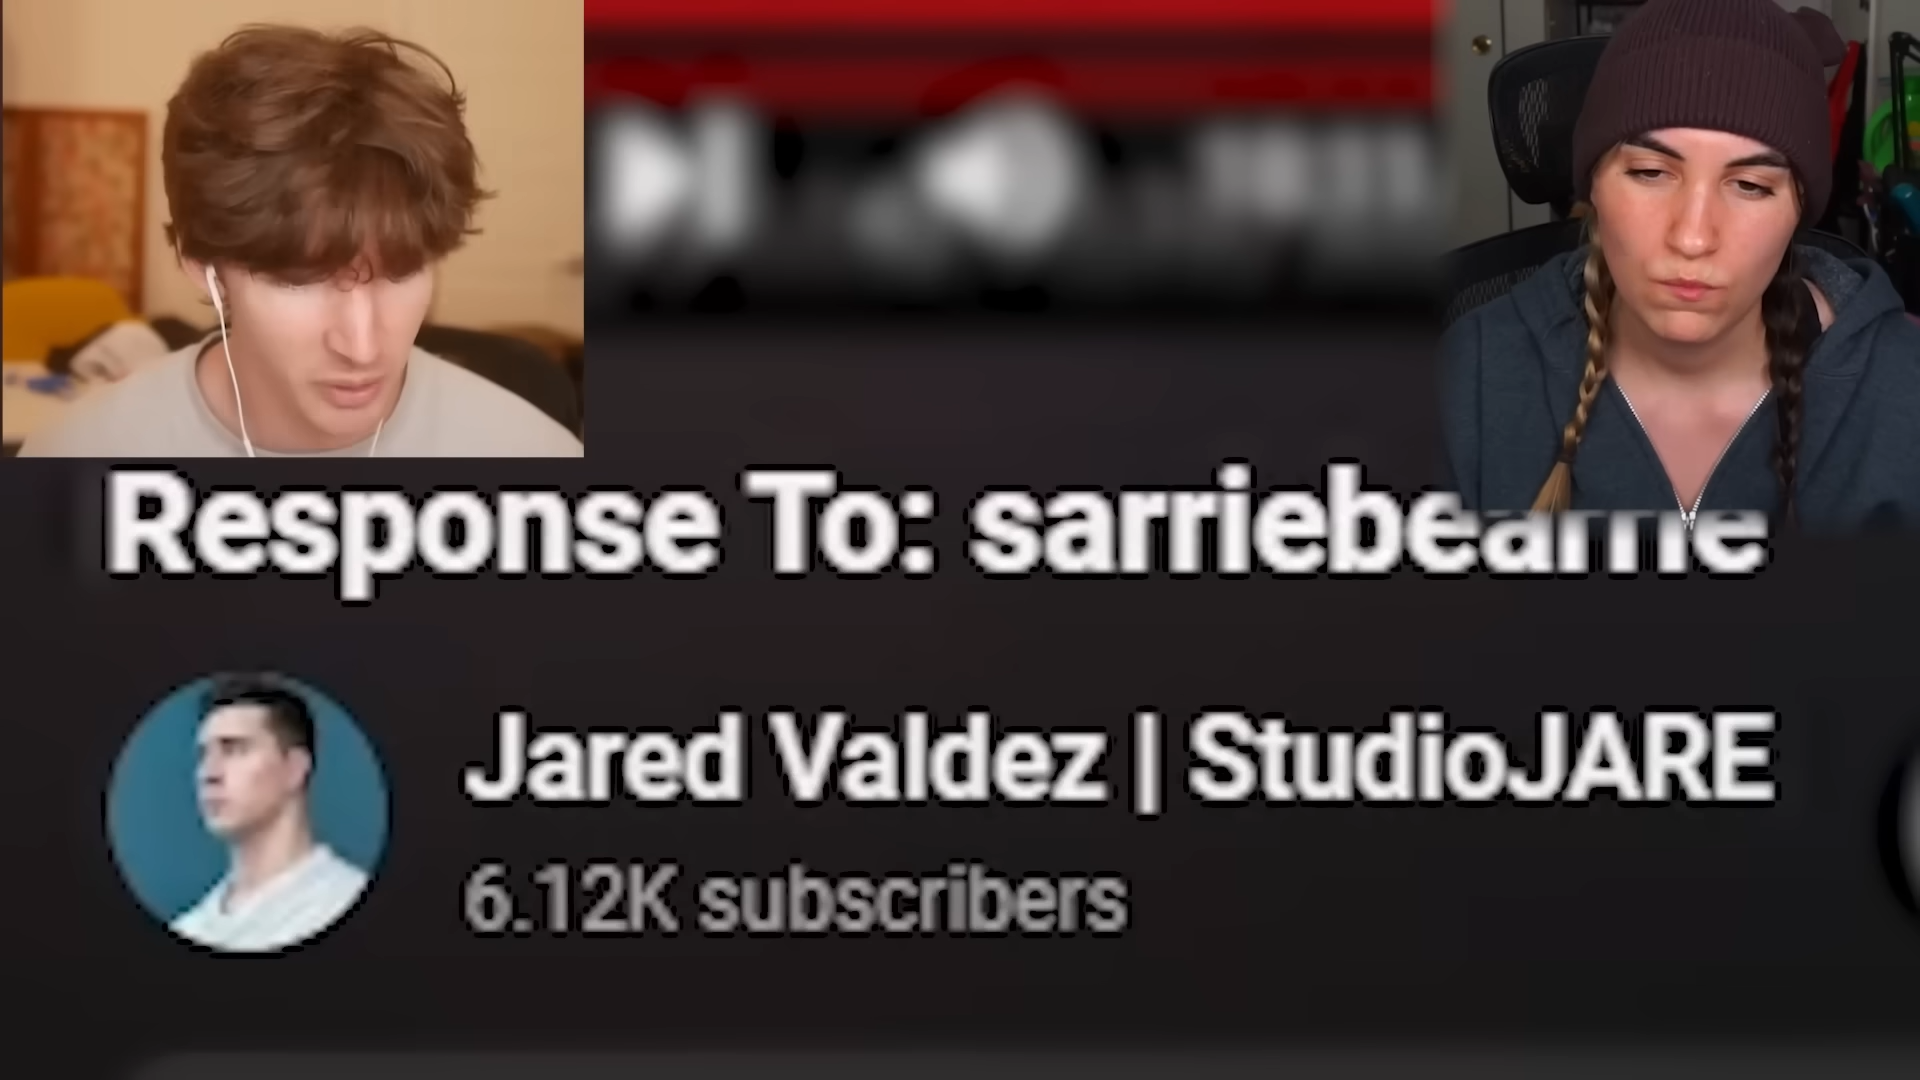 Response To: sarriebearrie
Jared Valdez | StudioJARE
6.12K subscribers